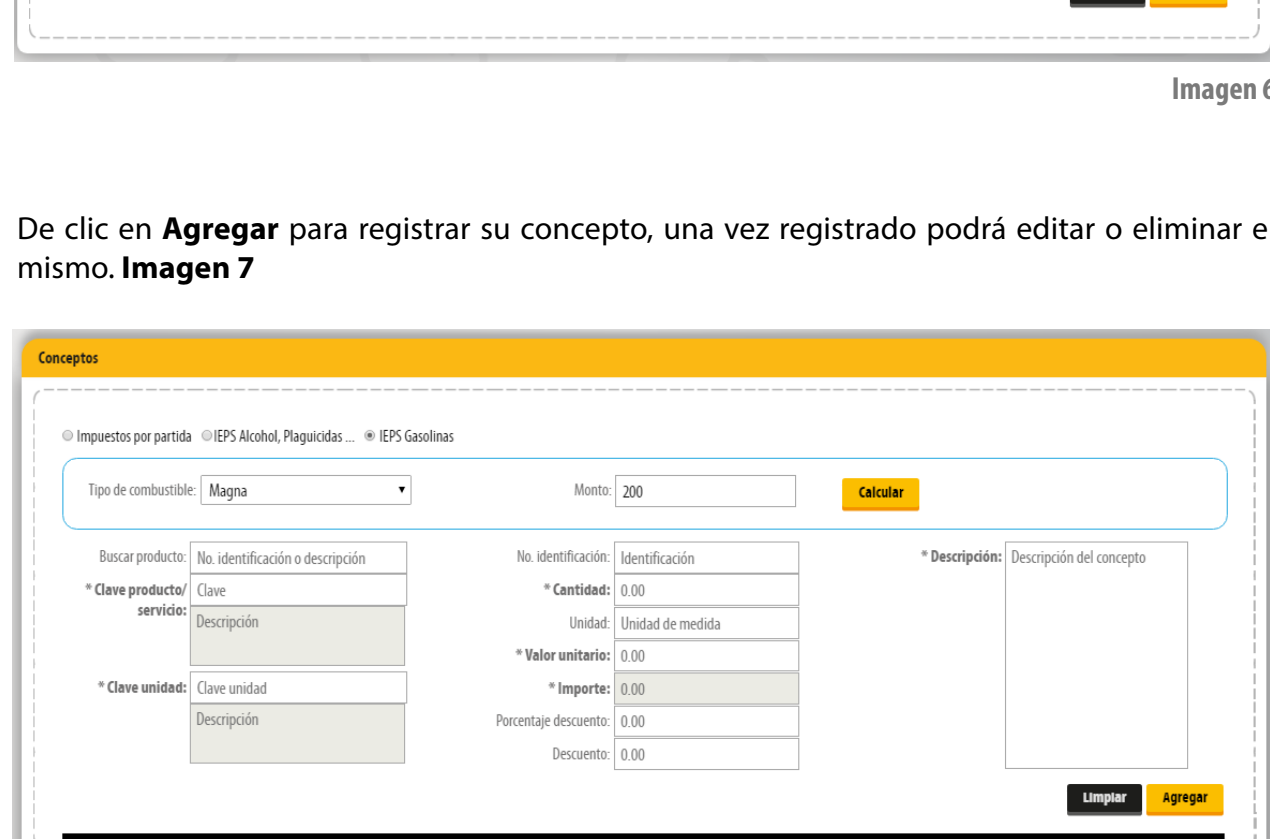 Imagen 6
De clic en Agregar para registrar su concepto, una vez registrado podrá editar o eliminar e
mismo. Imagen 7
Conceptos
Impuestos por partida IEPS Alcohol, Plaguicidas ... IEPS Gasolinas
Tipo de combustible: Magna Monto: 200 Calcular
Buscar producto: No. identificación o descripción No. identificación: Identificación * Descripción: Descripción del concepto
* Clave producto/ Clave * Cantidad: 0.00
servicio: Descripción Unidad: Unidad de medida
* Valor unitario: 0.00
* Clave unidad: Clave unidad * Importe: 0.00
Descripción Porcentaje descuento: 0.00
Descuento: 0.00
Limpiar Agregar